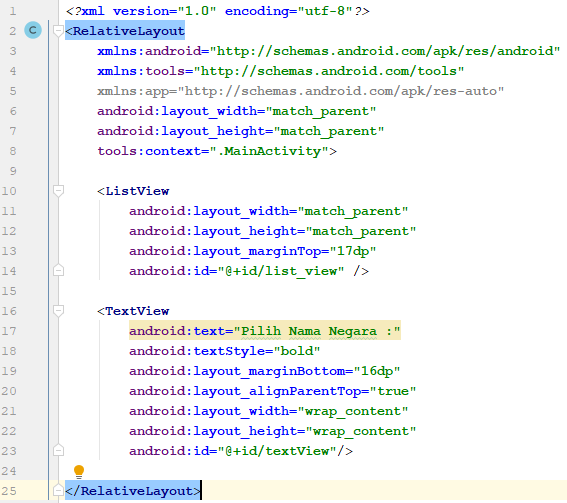 1 <?xml version="1.0" encoding="utf-8"?>
2 C <RelativeLayout
3 xmlns:android="http://schemas.android.com/apk/res/android"
4 xmlns:tools="http://schemas.android.com/tools"
5 xmlns:app="http://schemas.android.com/apk/res-auto"
6 android:layout_width="match_parent"
7 android:layout_height="match_parent"
8 tools:context=".MainActivity">
9
10 <ListView
11 android:layout_width="match_parent"
12 android:layout_height="match_parent"
13 android:layout_marginTop="17dp"
14 android:id="@+id/list_view" />
15
16 <TextView
17 android:text="Pilih Nama Negara :"
18 android:textStyle="bold"
19 android:layout_marginBottom="16dp"
20 android:layout_alignParentTop="true"
21 android:layout_width="wrap_content"
22 android:layout_height="wrap_content"
23 android:id="@+id/textView"/>
24
25 </RelativeLayout>